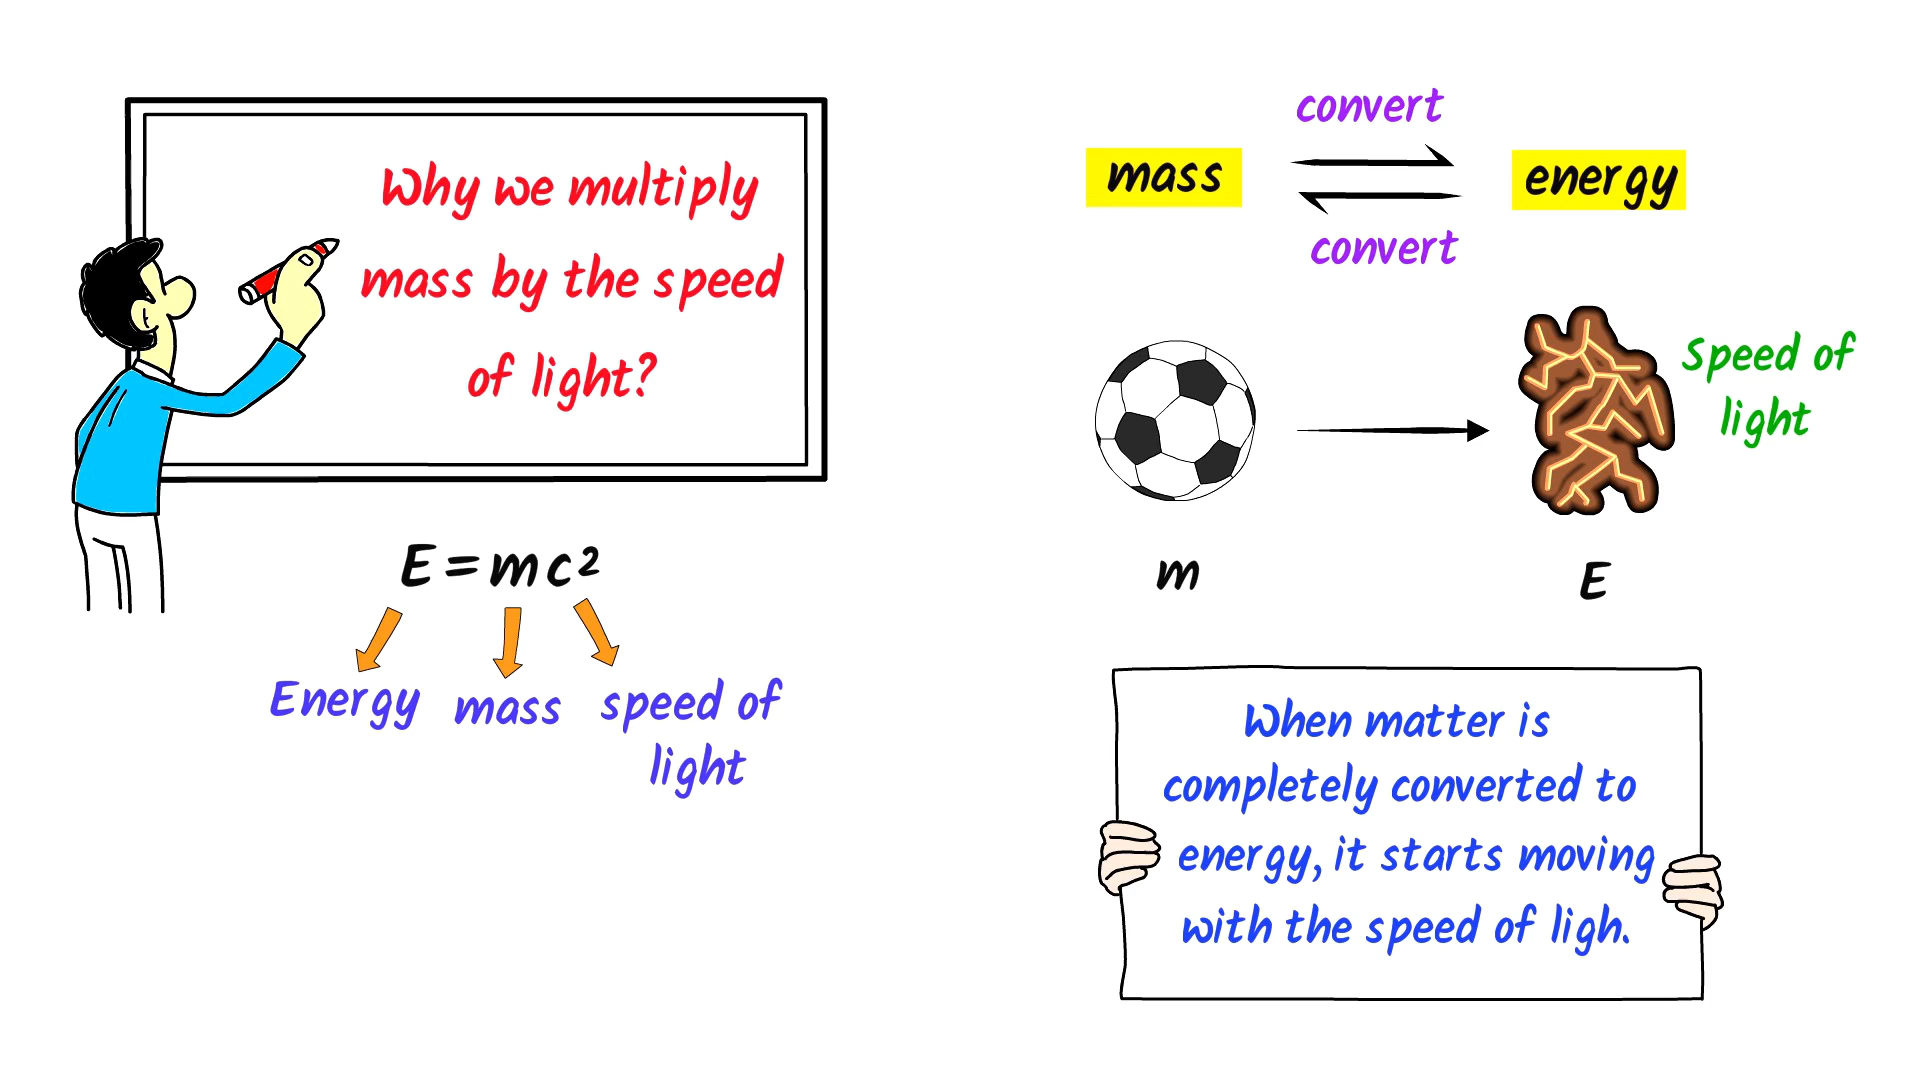 Why we multiply
mass by the speed
of light?
E = mc²
Energy mass speed of
light
convert
mass energy
convert
Speed of
light
m E
When matter is
completely converted to
energy, it starts moving
with the speed of ligh.